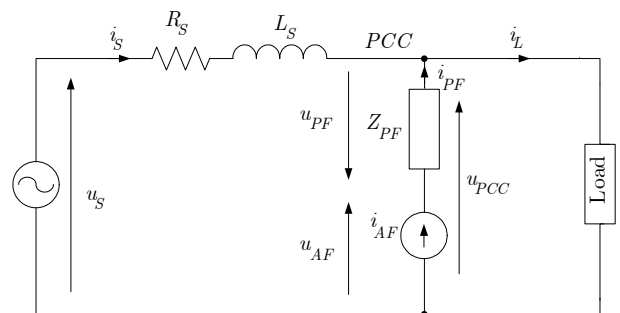 R_S
L_S
i_S
PCC
i_L
i_PF
u_PF
Z_PF
u_S
u_PCC
Load
i_AF
u_AF